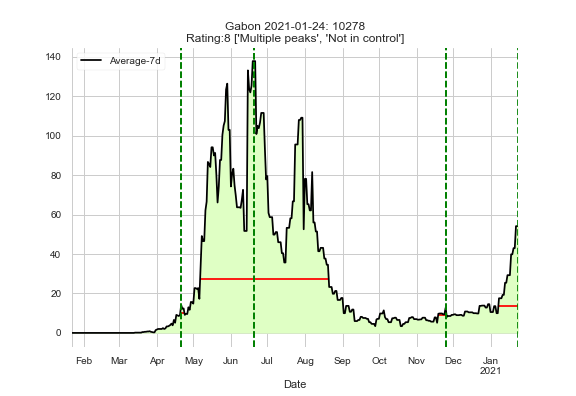 Gabon 2021-01-24: 10278
Rating:8 ['Multiple peaks', 'Not in control']
Average-7d
140
120
100
80
60
40
20
0
Feb Mar Apr May Jun Jul Aug Sep Oct Nov Dec Jan
2021
Date